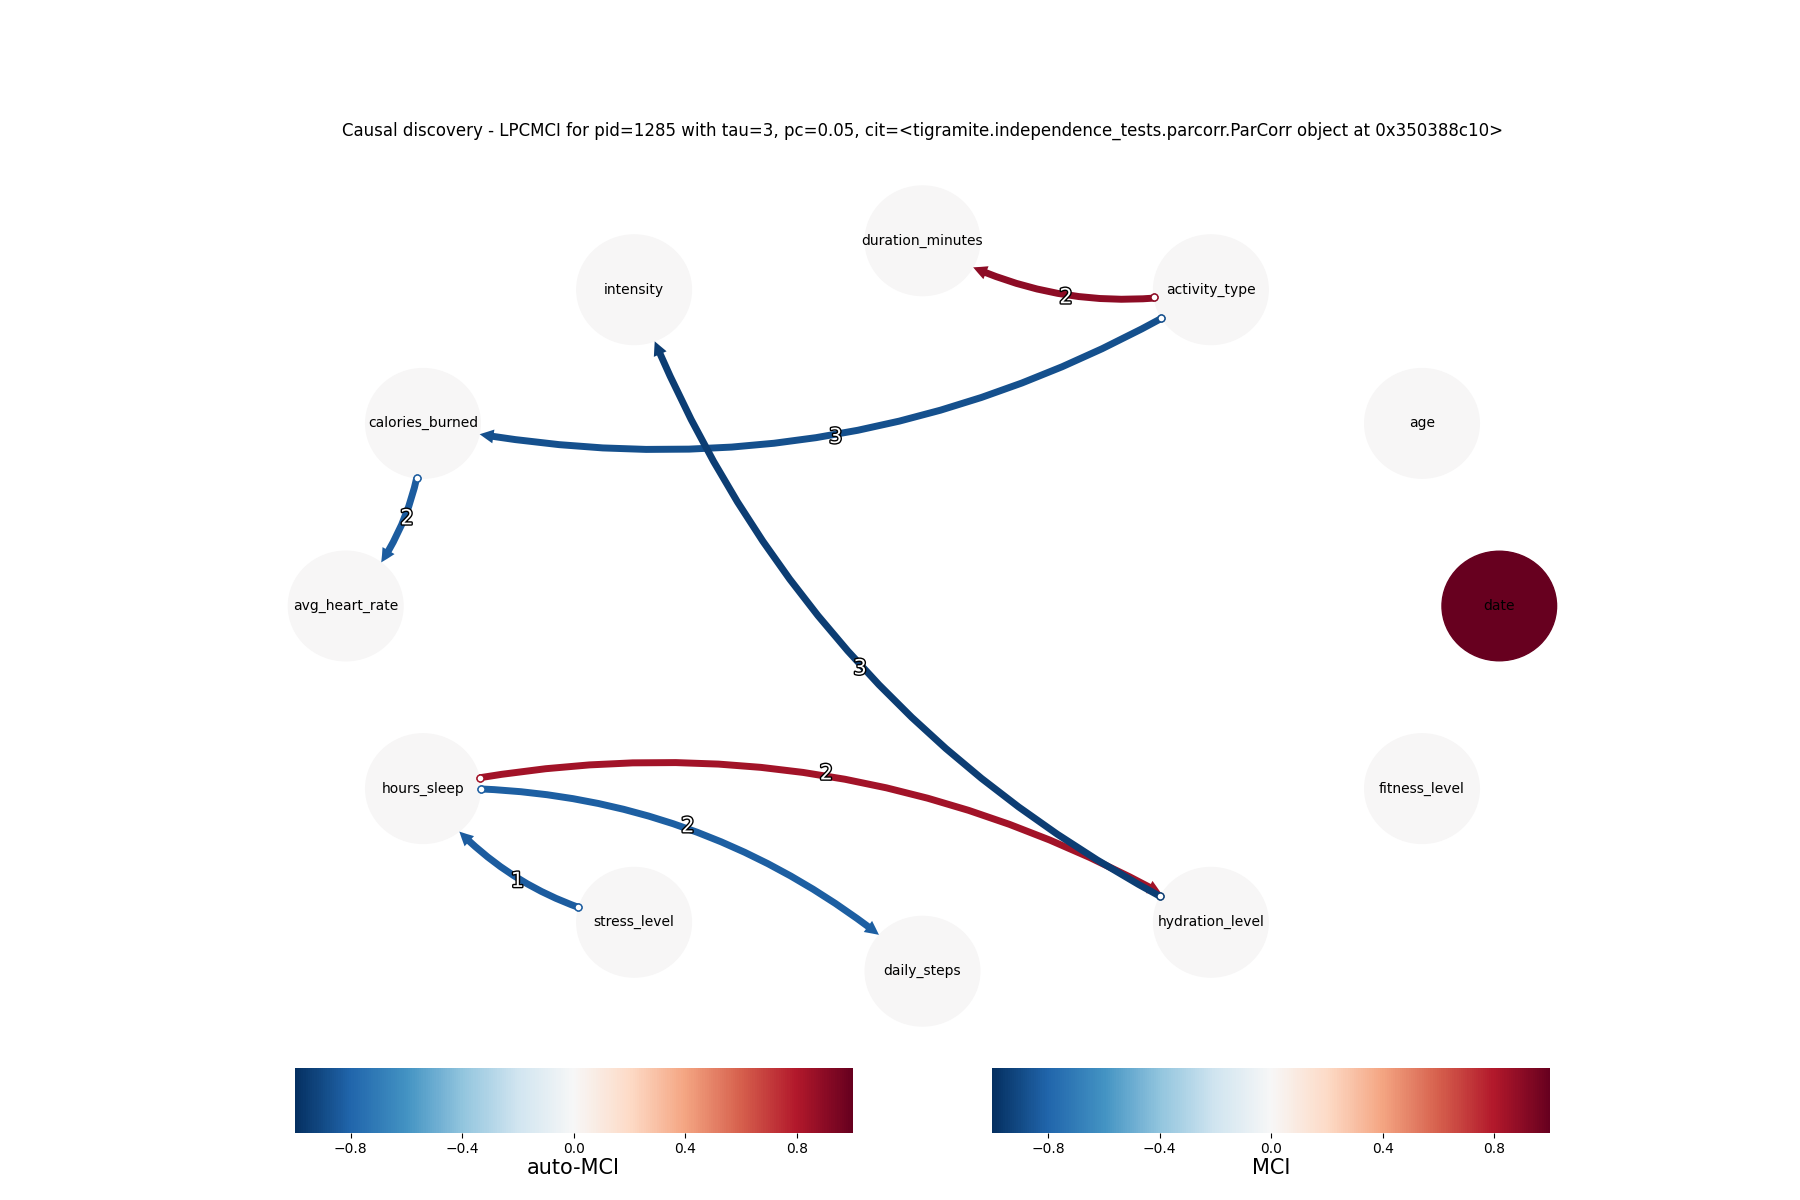 Causal discovery - LPCMCI for pid=1285 with tau=3, pc=0.05, cit=<tigramite.independence_tests.parcorr.ParCorr object at 0x350388c10>
duration_minutes
intensity
activity_type
2
calories_burned
age
3
2
avg_heart_rate
date
3
hours_sleep
2
fitness_level
2
1
stress_level
hydration_level
daily_steps
−0.8 −0.4 0.0 0.4 0.8
auto-MCI
−0.8 −0.4 0.0 0.4 0.8
MCI